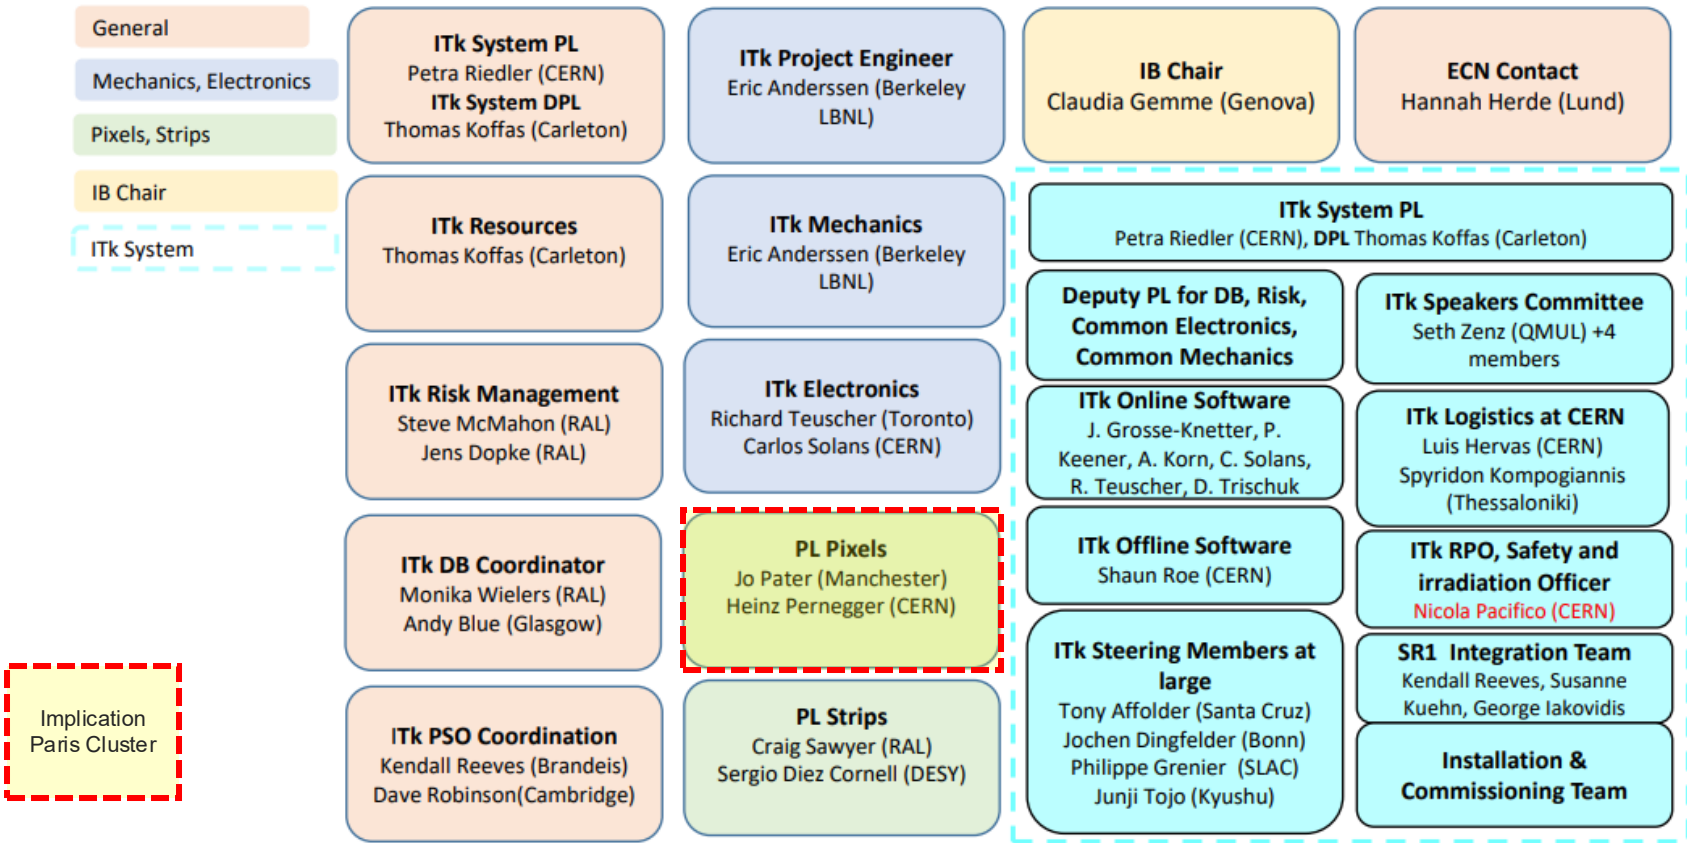 General
Mechanics, Electronics
Pixels, Strips
IB Chair
ITk System
Implication
Paris Cluster
ITk System PL
Petra Riedler (CERN)
ITk System DPL
Thomas Koffas (Carleton)
ITk Resources
Thomas Koffas (Carleton)
ITk Risk Management
Steve McMahon (RAL)
Jens Dopke (RAL)
ITk DB Coordinator
Monika Wielers (RAL)
Andy Blue (Glasgow)
ITk PSO Coordination
Kendall Reeves (Brandeis)
Dave Robinson(Cambridge)
ITk Project Engineer
Eric Anderssen (Berkeley
LBNL)
ITk Mechanics
Eric Anderssen (Berkeley
LBNL)
ITk Electronics
Richard Teuscher (Toronto)
Carlos Solans (CERN)
PL Pixels
Jo Pater (Manchester)
Heinz Pernegger (CERN)
PL Strips
Craig Sawyer (RAL)
Sergio Diez Cornell (DESY)
IB Chair
Claudia Gemme (Genova)
ECN Contact
Hannah Herde (Lund)
ITk System PL
Petra Riedler (CERN), DPL Thomas Koffas (Carleton)
Deputy PL for DB, Risk,
Common Electronics,
Common Mechanics
ITk Online Software
J. Grosse-Knetter, P.
Keener, A. Korn, C. Solans,
R. Teuscher, D. Trischuk
ITk Offline Software
Shaun Roe (CERN)
ITk Steering Members at
large
Tony Affolder (Santa Cruz)
Jochen Dingfelder (Bonn)
Philippe Grenier (SLAC)
Junji Tojo (Kyushu)
ITk Speakers Committee
Seth Zenz (QMUL) +4
members
ITk Logistics at CERN
Luis Hervas (CERN)
Spyridon Kompogiannis
(Thessaloniki)
ITk RPO, Safety and
irradiation Officer
Nicola Pacifico (CERN)
SR1 Integration Team
Kendall Reeves, Susanne
Kuehn, George Iakovidis
Installation &
Commissioning Team